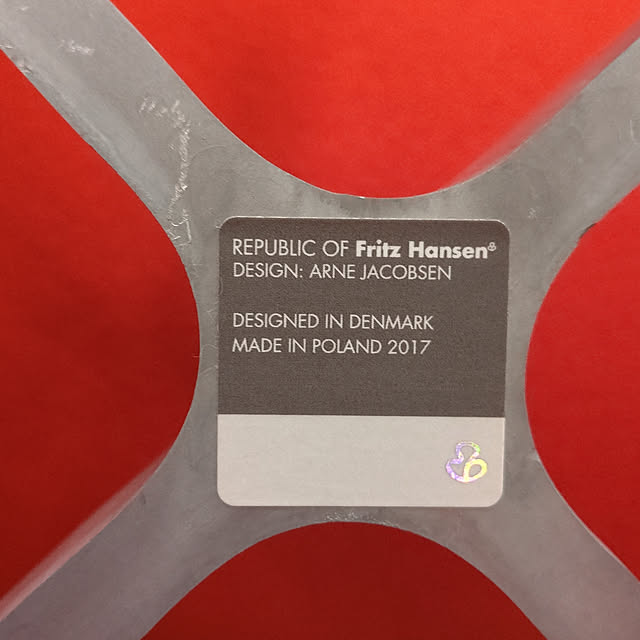 REPUBLIC OF Fritz Hansen®
DESIGN: ARNE JACOBSEN
DESIGNED IN DENMARK
MADE IN POLAND 2017